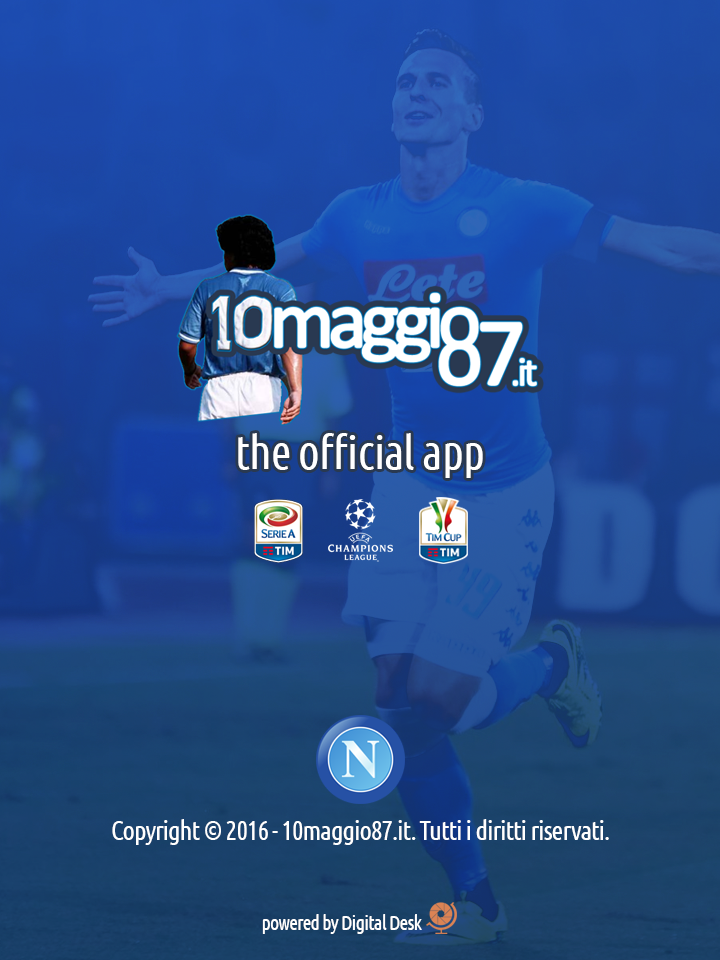 Lete
10maggio87.it
the official app
SERIE A
TIM
UEFA
CHAMPIONS
LEAGUE
TIM CUP
TIM
99
N
Copyright © 2016 - 10maggio87.it. Tutti i diritti riservati.
powered by Digital Desk